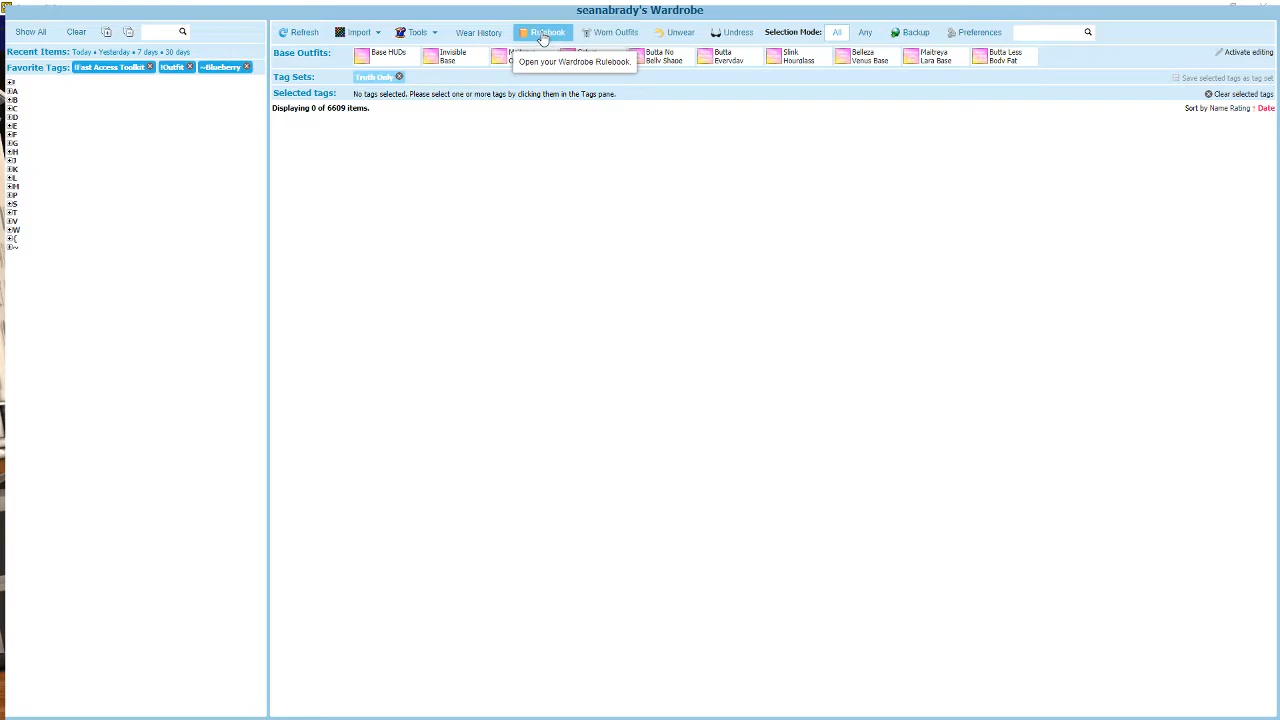 seanabrady's Wardrobe
Show All Clear
Refresh Import Tools Wear History Rulebook Worn Outfits Unwear Undress Selection Mode: All Any Backup Preferences
Recent Items: Today • Yesterday • 7 days • 30 days
Favorite Tags: !Fast Access Toolkit !Outfit ~Blueberry
!
A
B
C
D
E
F
G
H
J
K
L
M
P
S
T
V
W
[
~
Base Outfits: Base HUDs Invisible Base Butta No Belly Shape Butta Everyday Slink Hourglass Belleza Venus Base Maitreya Lara Base Butta Less Body Fat Activate editing
Open your Wardrobe Rulebook.
Tag Sets: Truth Only Save selected tags as tag set
Selected tags: No tags selected. Please select one or more tags by clicking them in the Tags pane. Clear selected tags
Displaying 0 of 6609 items. Sort by Name Rating ↑ Date